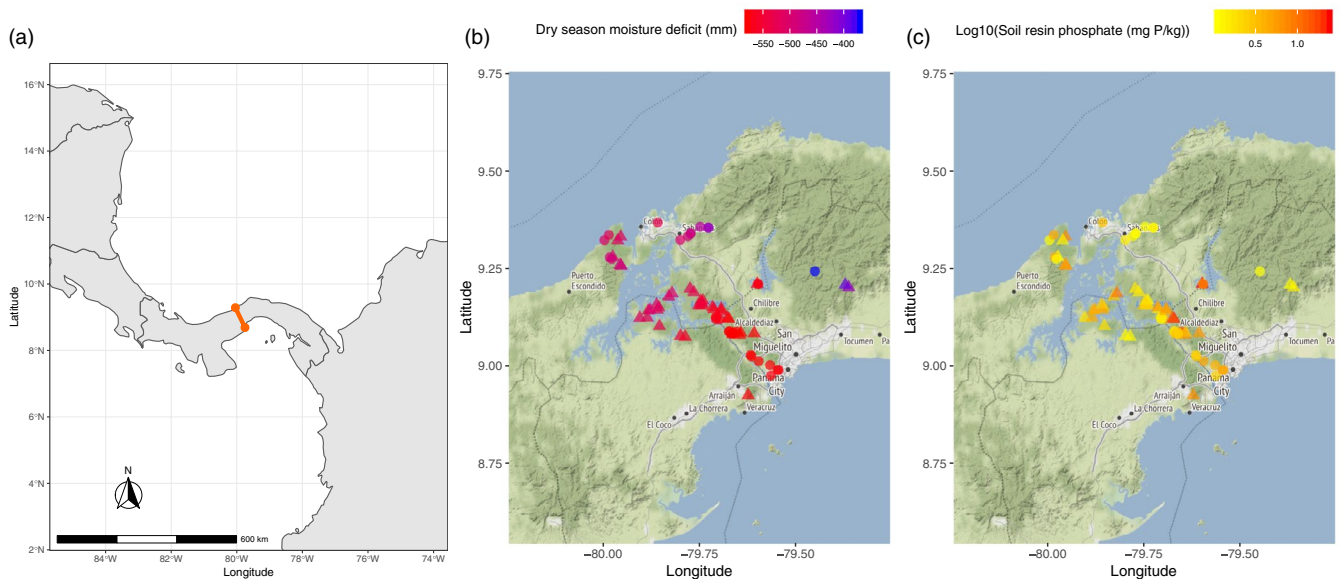 (a)
16°N
14°N
12°N
10°N
8°N
6°N
4°N
2°N
Latitude
N
600 km
84°W
82°W
80°W
78°W
76°W
74°W
Longitude
(b)
Dry season moisture deficit (mm)
−550 −500 −450 −400
9.75
9.50
9.25
9.00
8.75
Latitude
Puerto
Escondido
Chilibre
Alcaldediaz
San
Miguelito
Tocumen
Panama
City
Arraiján
La Chorrera
Veracruz
El Coco
−80.00
−79.75
−79.50
Longitude
(c)
Log10(Soil resin phosphate (mg P/kg))
0.5 1.0
9.75
9.50
9.25
9.00
8.75
Latitude
Puerto
Escondido
Chilibre
Alcaldediaz
San
Miguelito
Tocumen
Panama
City
Arraiján
La Chorrera
Veracruz
El Coco
−80.00
−79.75
−79.50
Longitude